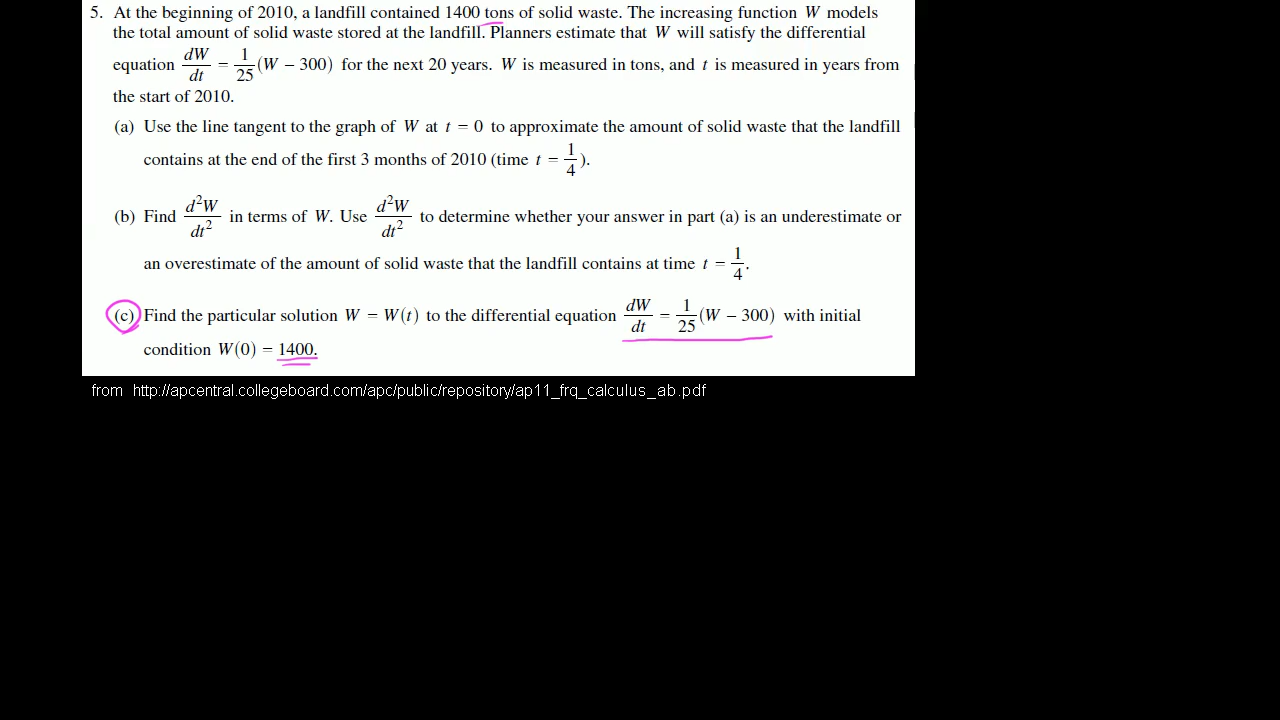 5. At the beginning of 2010, a landfill contained 1400 tons of solid waste. The increasing function W models
the total amount of solid waste stored at the landfill. Planners estimate that W will satisfy the differential
equation dW/dt = 1/25 (W − 300) for the next 20 years. W is measured in tons, and t is measured in years from
the start of 2010.
(a) Use the line tangent to the graph of W at t = 0 to approximate the amount of solid waste that the landfill
contains at the end of the first 3 months of 2010 (time t = 1/4).
(b) Find d²W/dt² in terms of W. Use d²W/dt² to determine whether your answer in part (a) is an underestimate or
an overestimate of the amount of solid waste that the landfill contains at time t = 1/4.
(c) Find the particular solution W = W(t) to the differential equation dW/dt = 1/25 (W − 300) with initial
condition W(0) = 1400.
from http://apcentral.collegeboard.com/apc/public/repository/ap11_frq_calculus_ab.pdf